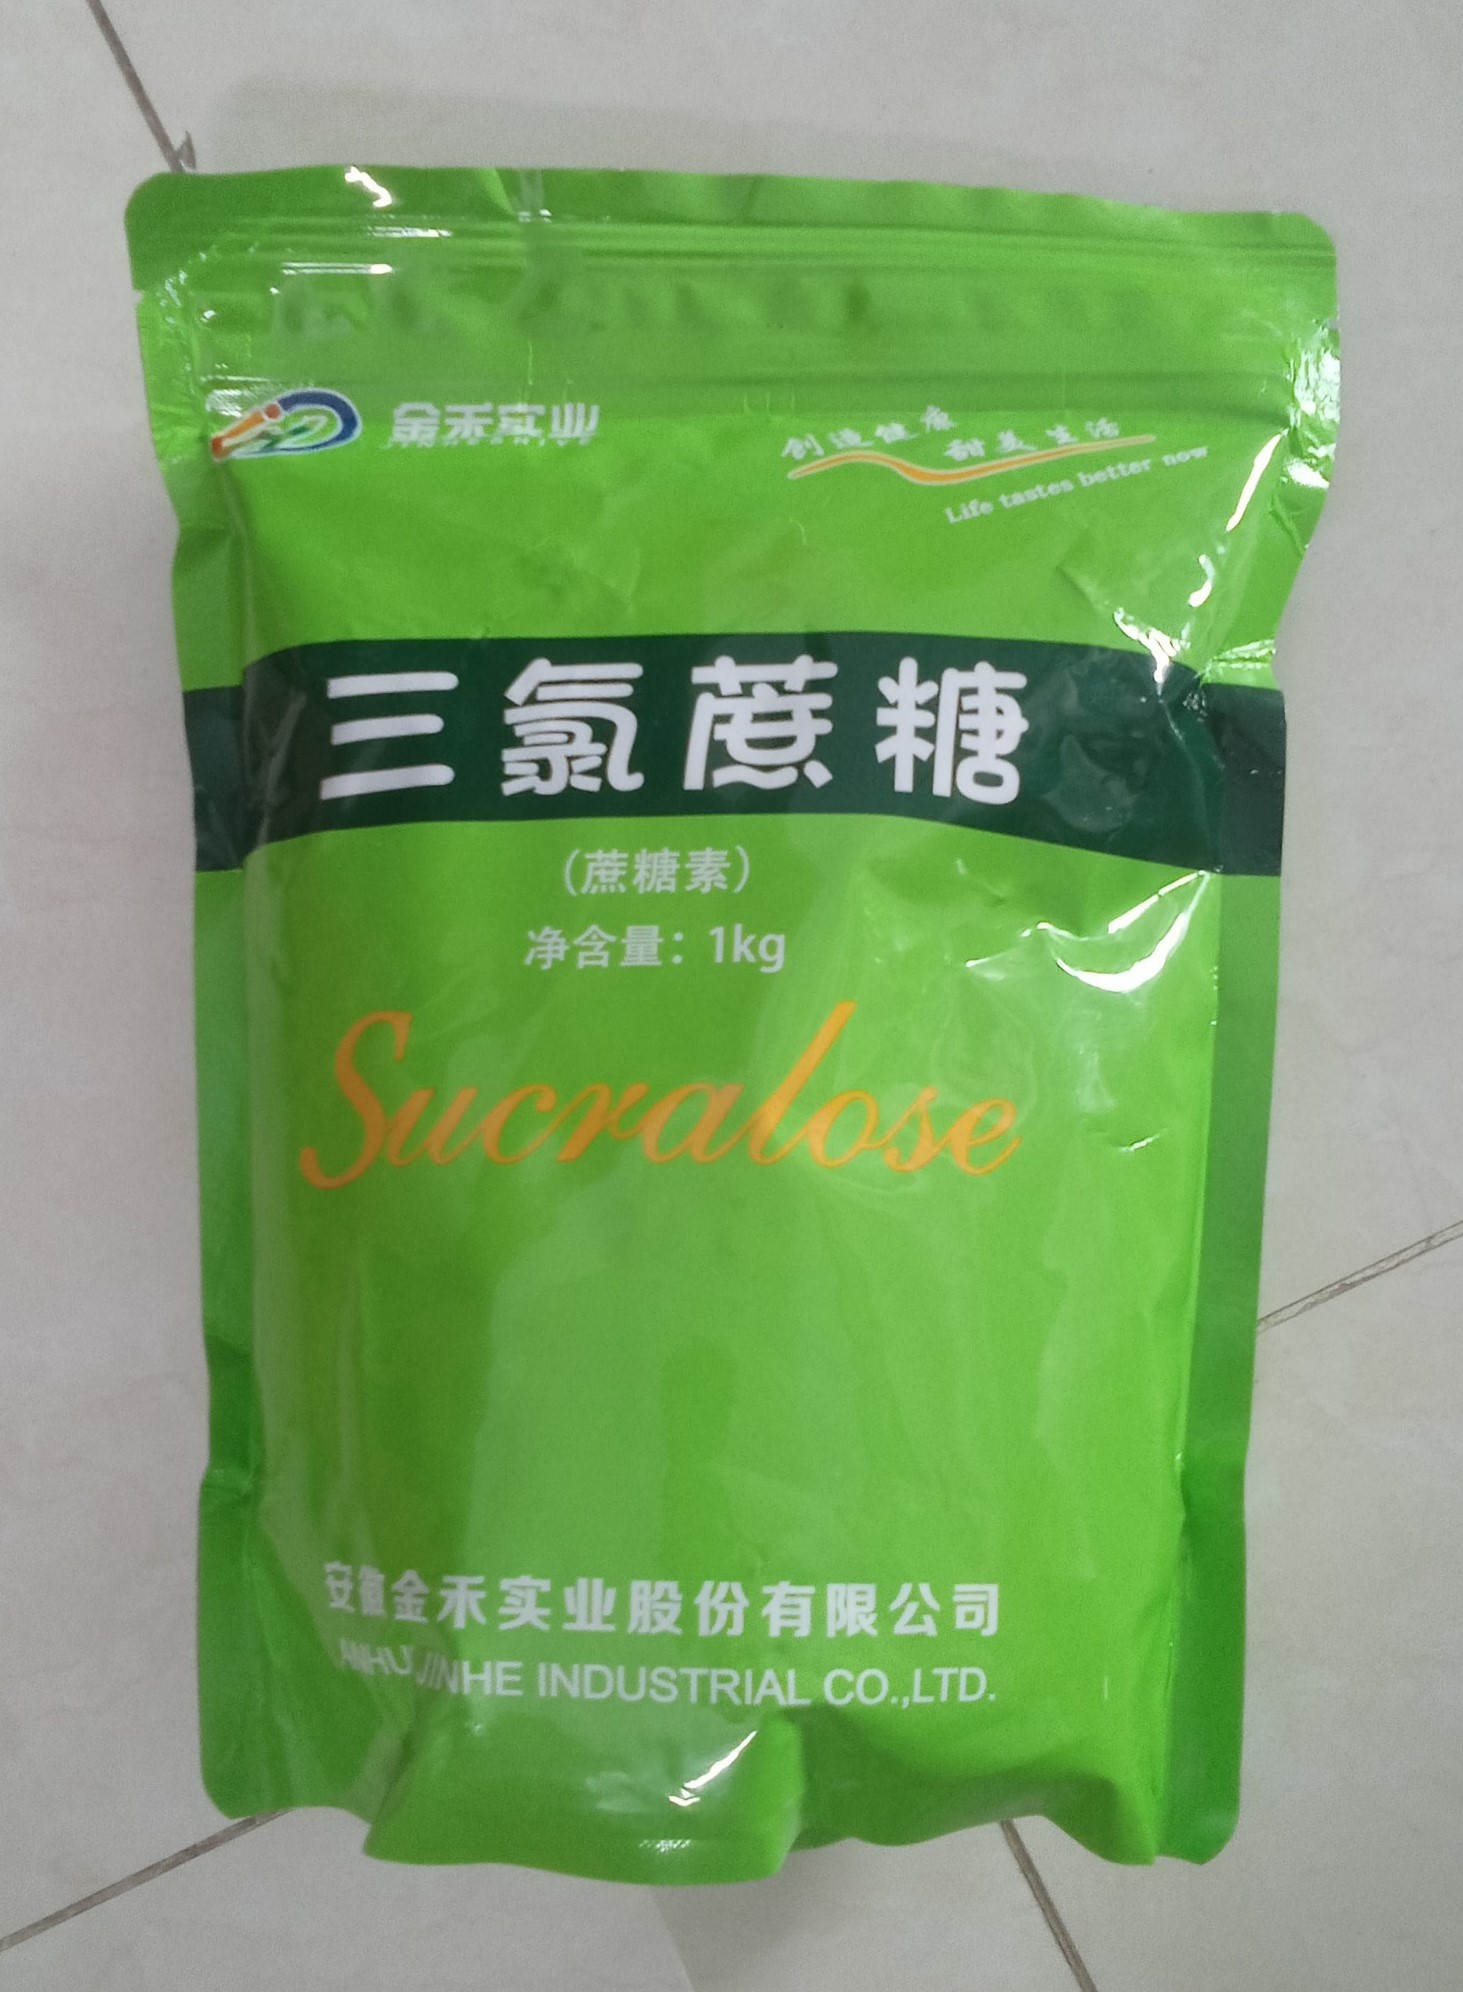 金禾实业
創造健康
甜美生活
Life tastes better now
三氯蔗糖
（蔗糖素）
净含量：1kg
Sucralose
安徽金禾实业股份有限公司
ANHUI JINHE INDUSTRIAL CO.,LTD.